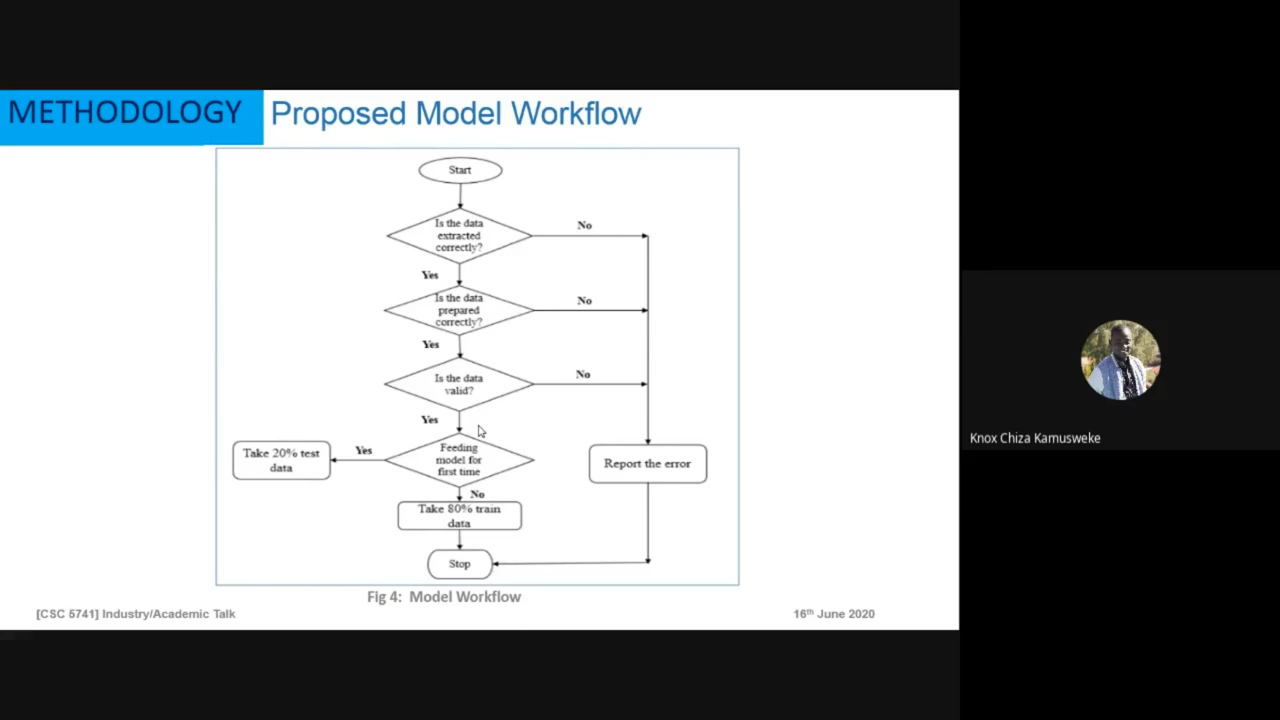 METHODOLOGY
Proposed Model Workflow
Start
Is the data
extracted
correctly?
No
Yes
Is the data
prepared
correctly?
No
Yes
Is the data
valid?
No
Yes
Feeding
model for
first time
Yes
Take 20% test
data
Report the error
No
Take 80% train
data
Stop
Fig 4: Model Workflow
[CSC 5741] Industry/Academic Talk
16th June 2020
Knox Chiza Kamusweke